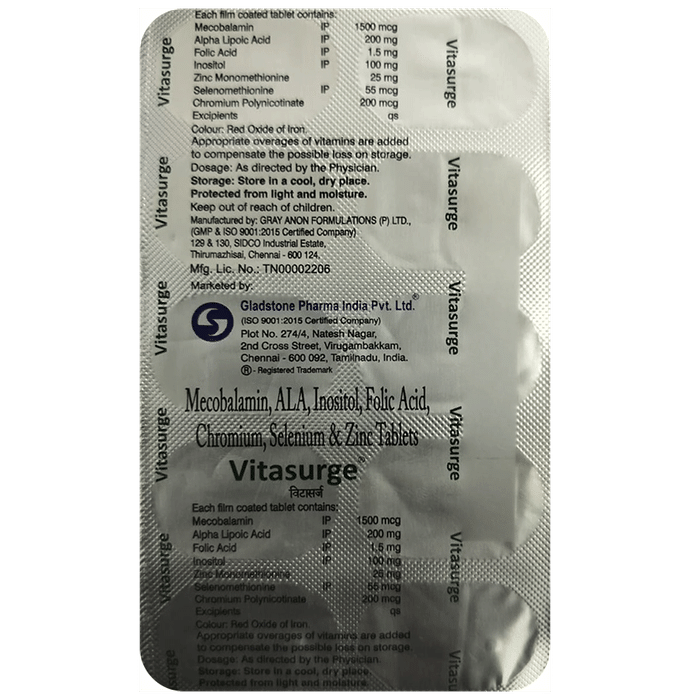 Each film coated tablet contains:
Mecobalamin IP 1500 mcg
Alpha Lipoic Acid IP 200 mg
Folic Acid IP 1.5 mg
Inositol IP 100 mg
Zinc Monomethionine 25 mg
Selenomethionine IP 55 mcg
Chromium Polynicotinate 200 mcg
Excipients qs
Colour: Red Oxide of Iron.
Appropriate overages of vitamins are added
to compensate the possible loss on storage.
Dosage: As directed by the Physician.
Storage: Store in a cool, dry place.
Protected from light and moisture.
Keep out of reach of children.
Manufactured by: GRAY ANON FORMULATIONS (P) LTD.,
(GMP & ISO 9001:2015 Certified Company)
129 & 130, SIDCO Industrial Estate,
Thirumazhisai, Chennai - 600 124.
Mfg. Lic. No.: TN00002206
Marketed by:
Gladstone Pharma India Pvt. Ltd.®
(ISO 9001:2015 Certified Company)
Plot No. 274/4, Natesh Nagar,
2nd Cross Street, Virugambakkam,
Chennai - 600 092, Tamilnadu, India.
® - Registered Trademark
Mecobalamin, ALA, Inositol, Folic Acid,
Chromium, Selenium & Zinc Tablets
Vitasurge®
विटासर्ज
Each film coated tablet contains:
Mecobalamin IP 1500 mcg
Alpha Lipoic Acid IP 200 mg
Folic Acid IP 1.5 mg
Inositol IP 100 mg
Zinc Monomethionine 25 mg
Selenomethionine IP 55 mcg
Chromium Polynicotinate 200 mcg
Excipients qs
Colour: Red Oxide of Iron.
Appropriate overages of vitamins are added
to compensate the possible loss on storage.
Dosage: As directed by the Physician.
Storage: Store in a cool, dry place.
Protected from light and moisture.
Vitasurge
Vitasurge
Vitasurge
Vitasurge
Vitasurge
Vitasurge
Vitasurge
Vitasurge
Vitasurge
Vitasurge
Vitasurge
Vitasurge